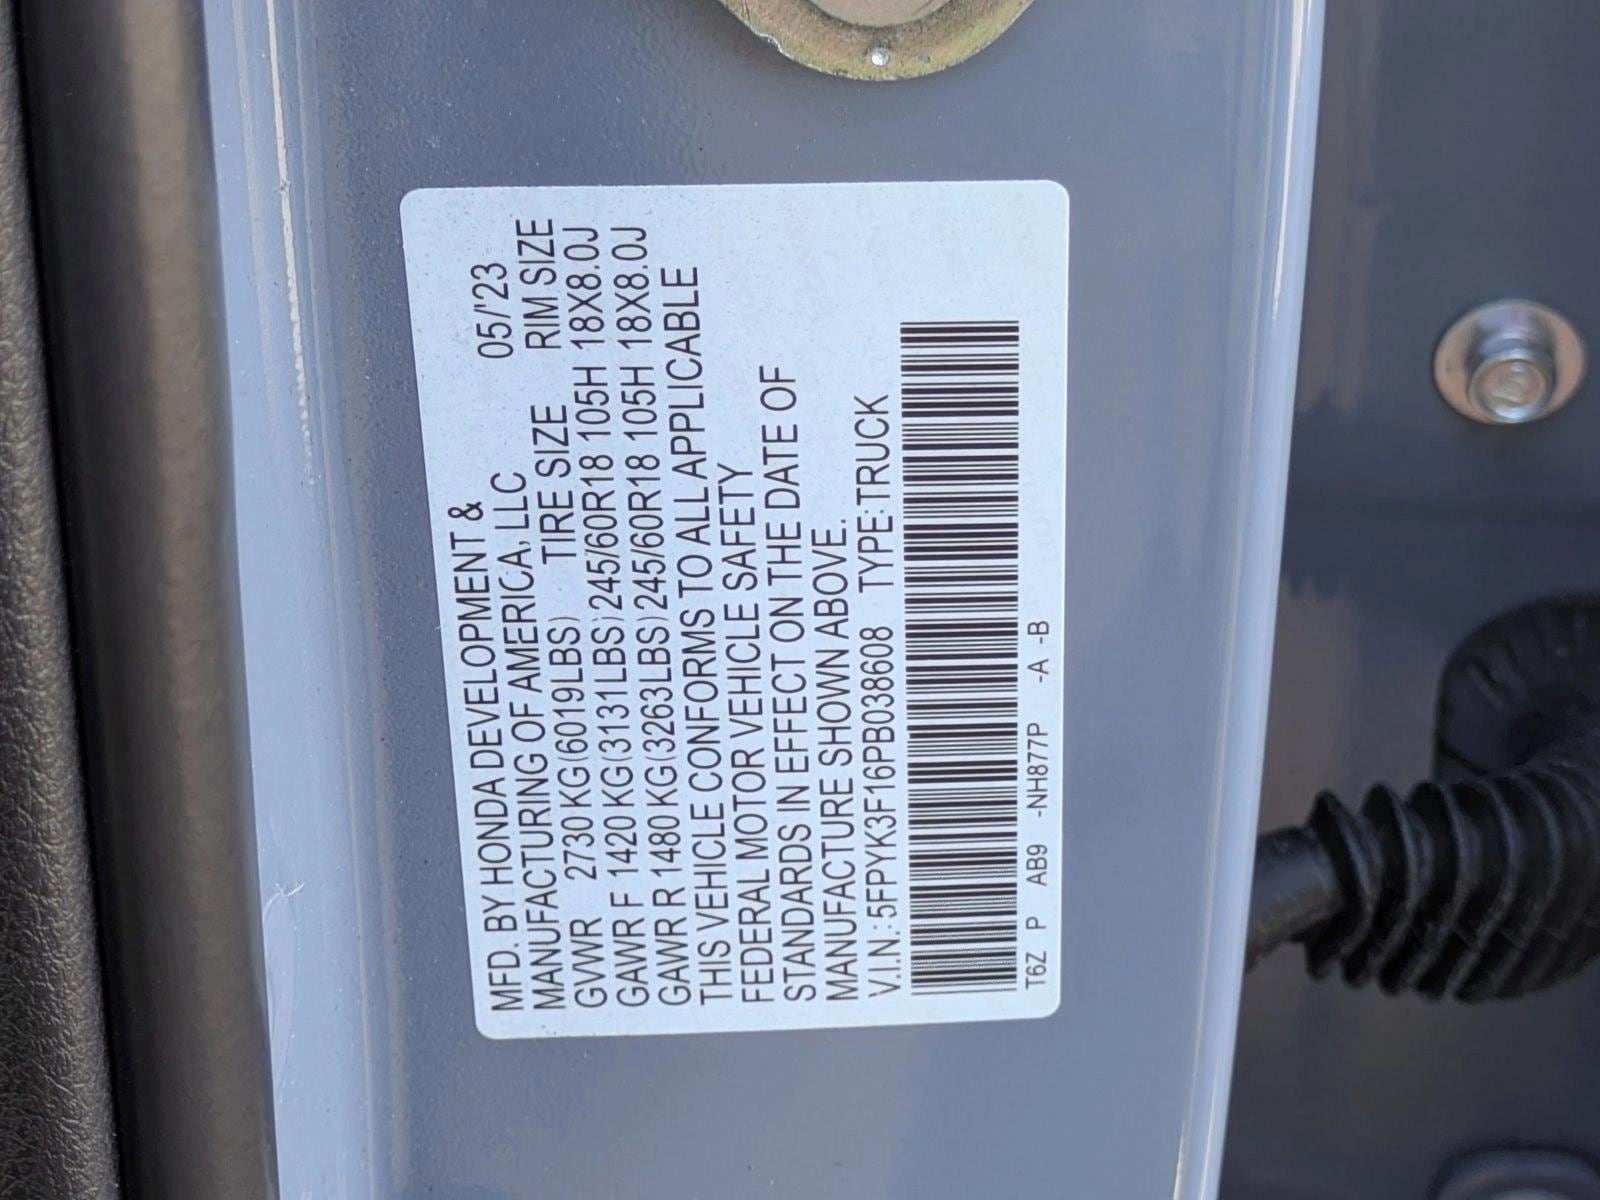 MFD. BY HONDA DEVELOPMENT &
MANUFACTURING OF AMERICA, LLC 05/'23
GVWR 2730 KG(6019LBS) TIRE SIZE RIM SIZE
GAWR F 1420 KG(3131LBS) 245/60R18 105H 18X8.0J
GAWR R 1480 KG(3263LBS) 245/60R18 105H 18X8.0J
THIS VEHICLE CONFORMS TO ALL APPLICABLE
FEDERAL MOTOR VEHICLE SAFETY
STANDARDS IN EFFECT ON THE DATE OF
MANUFACTURE SHOWN ABOVE.
V.I.N.:5FPYK3F16PB038608 TYPE:TRUCK
T6Z P AB9 -NH877P -A -B